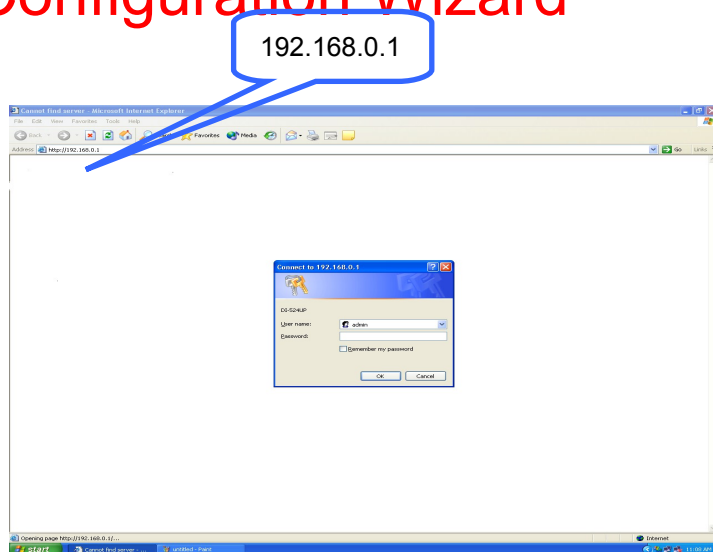 Configuration Wizard
192.168.0.1
Cannot find server - Microsoft Internet Explorer
File Edit View Favorites Tools Help
Back Favorites Media
Address http://192.168.0.1 Go Links
Connect to 192.168.0.1
DI-524UP
User name: admin
Password:
Remember my password
OK Cancel
Opening page http://192.168.0.1/... Internet
start Cannot find server - ... untitled - Paint 11:00 AM